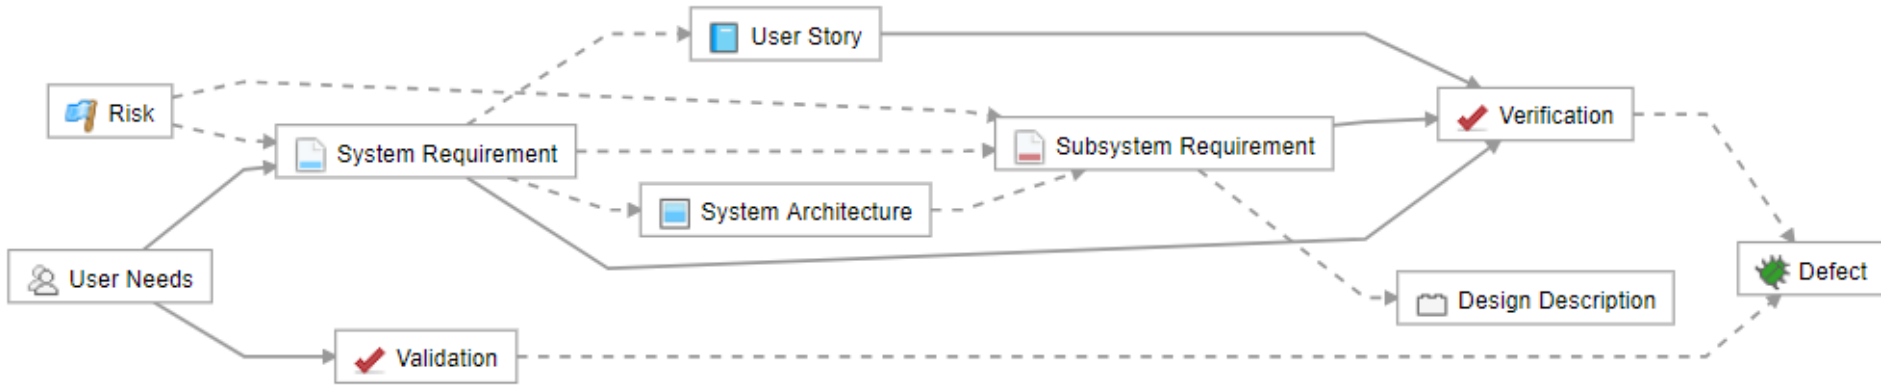 User Story
Risk
Verification
System Requirement
Subsystem Requirement
System Architecture
User Needs
Defect
Design Description
Validation